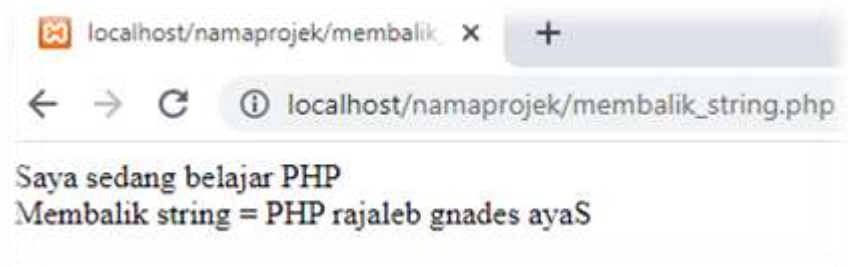 localhost/namaprojek/membalik_
localhost/namaprojek/membalik_string.php
Saya sedang belajar PHP
Membalik string = PHP rajaleb gnades ayaS